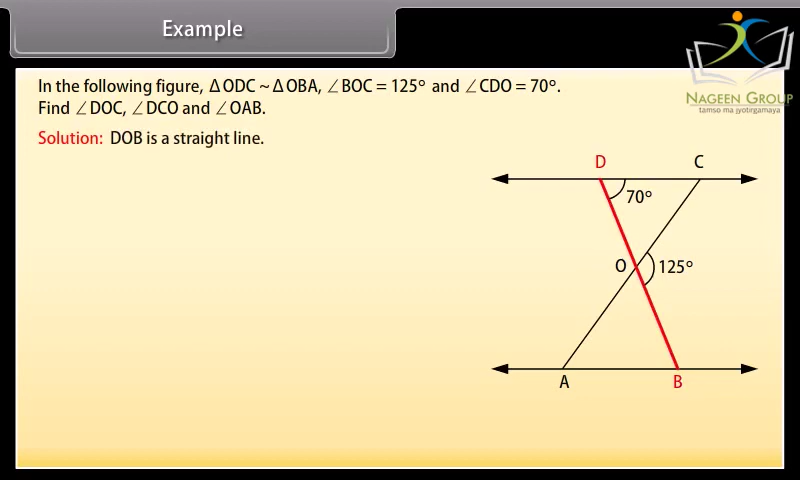 Example
NAGEEN GROUP
tamso ma jyotirgamaya
In the following figure, ΔODC ~ ΔOBA, ∠BOC = 125° and ∠CDO = 70°.
Find ∠DOC, ∠DCO and ∠OAB.
Solution: DOB is a straight line.
D C
70°
O 125°
A B